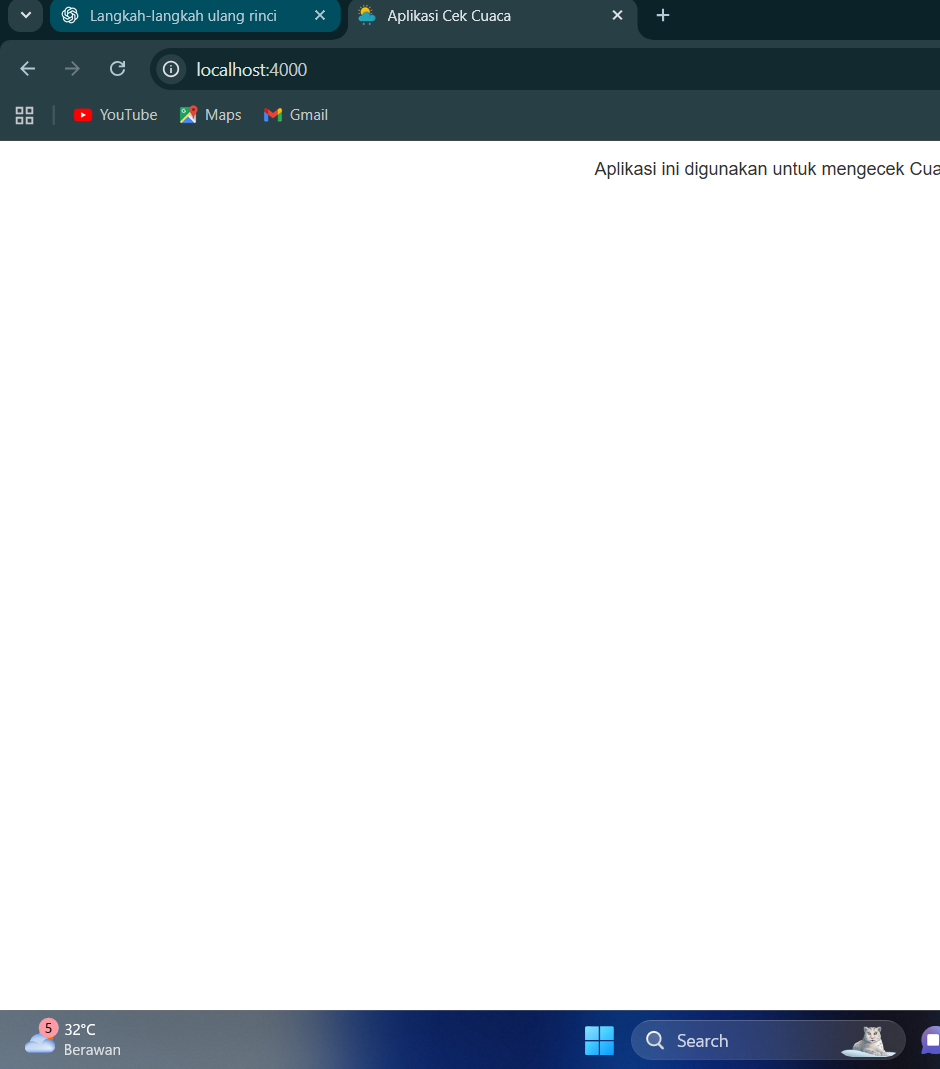 Langkah-langkah ulang rinci
Aplikasi Cek Cuaca
localhost:4000
YouTube
Maps
Gmail
Aplikasi ini digunakan untuk mengecek Cua
5
32°C
Berawan
Search